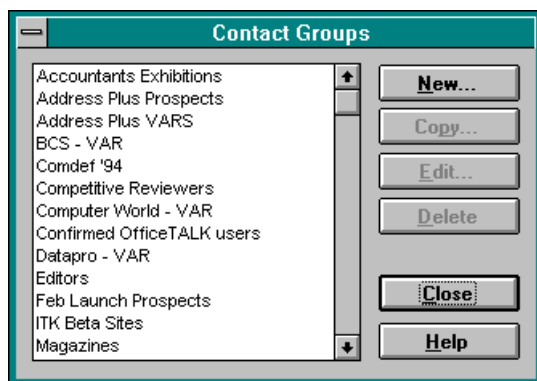 Contact Groups
Accountants Exhibitions
Address Plus Prospects
Address Plus VARS
BCS - VAR
Comdef '94
Competitive Reviewers
Computer World - VAR
Confirmed OfficeTALK users
Datapro - VAR
Editors
Feb Launch Prospects
ITK Beta Sites
Magazines
New...
Copy...
Edit...
Delete
Close
Help